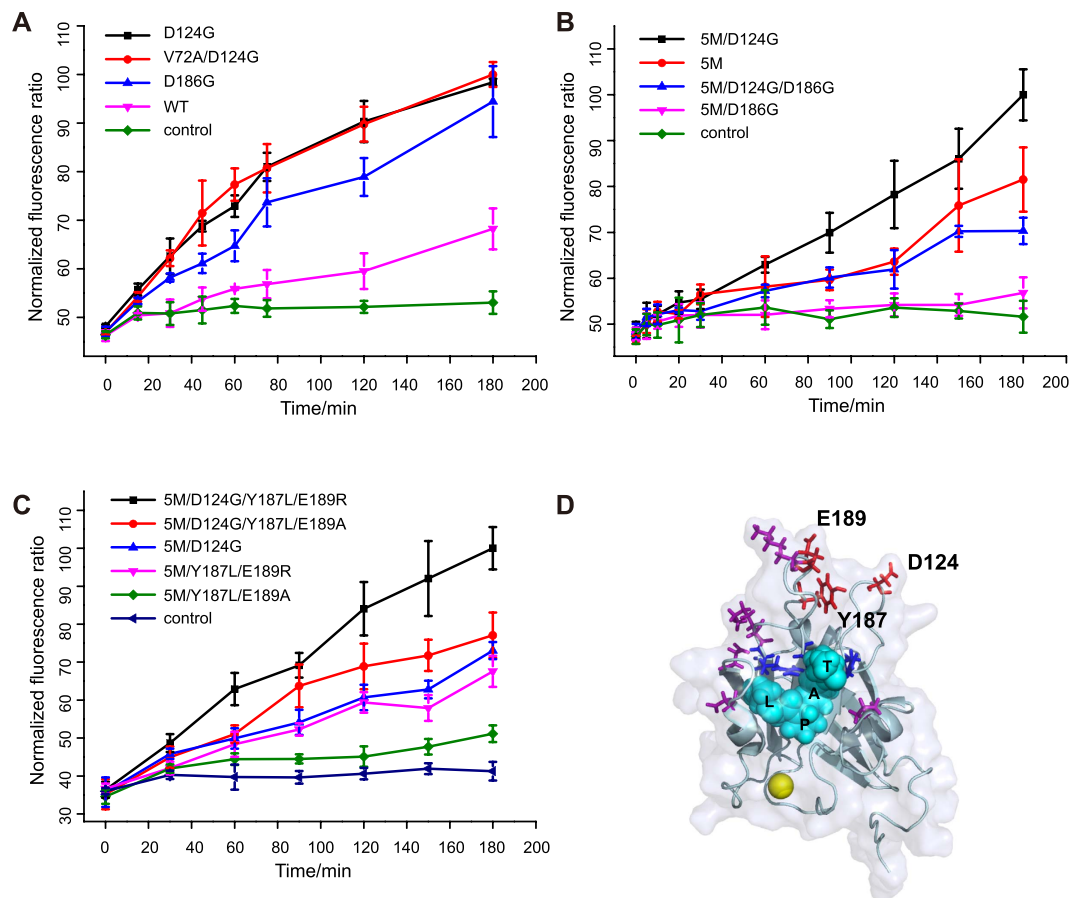 A
Normalized fluorescence ratio
110
100
90
80
70
60
50
D124G
V72A/D124G
D186G
WT
control
0 20 40 60 80 100 120 140 160 180 200
Time/min
B
Normalized fluorescence ratio
110
100
90
80
70
60
50
5M/D124G
5M
5M/D124G/D186G
5M/D186G
control
0 20 40 60 80 100 120 140 160 180 200
Time/min
C
Normalized fluorescence ratio
110
100
90
80
70
60
50
40
30
5M/D124G/Y187L/E189R
5M/D124G/Y187L/E189A
5M/D124G
5M/Y187L/E189R
5M/Y187L/E189A
control
0 20 40 60 80 100 120 140 160 180 200
Time/min
D
E189
D124
Y187
T
A
L
P